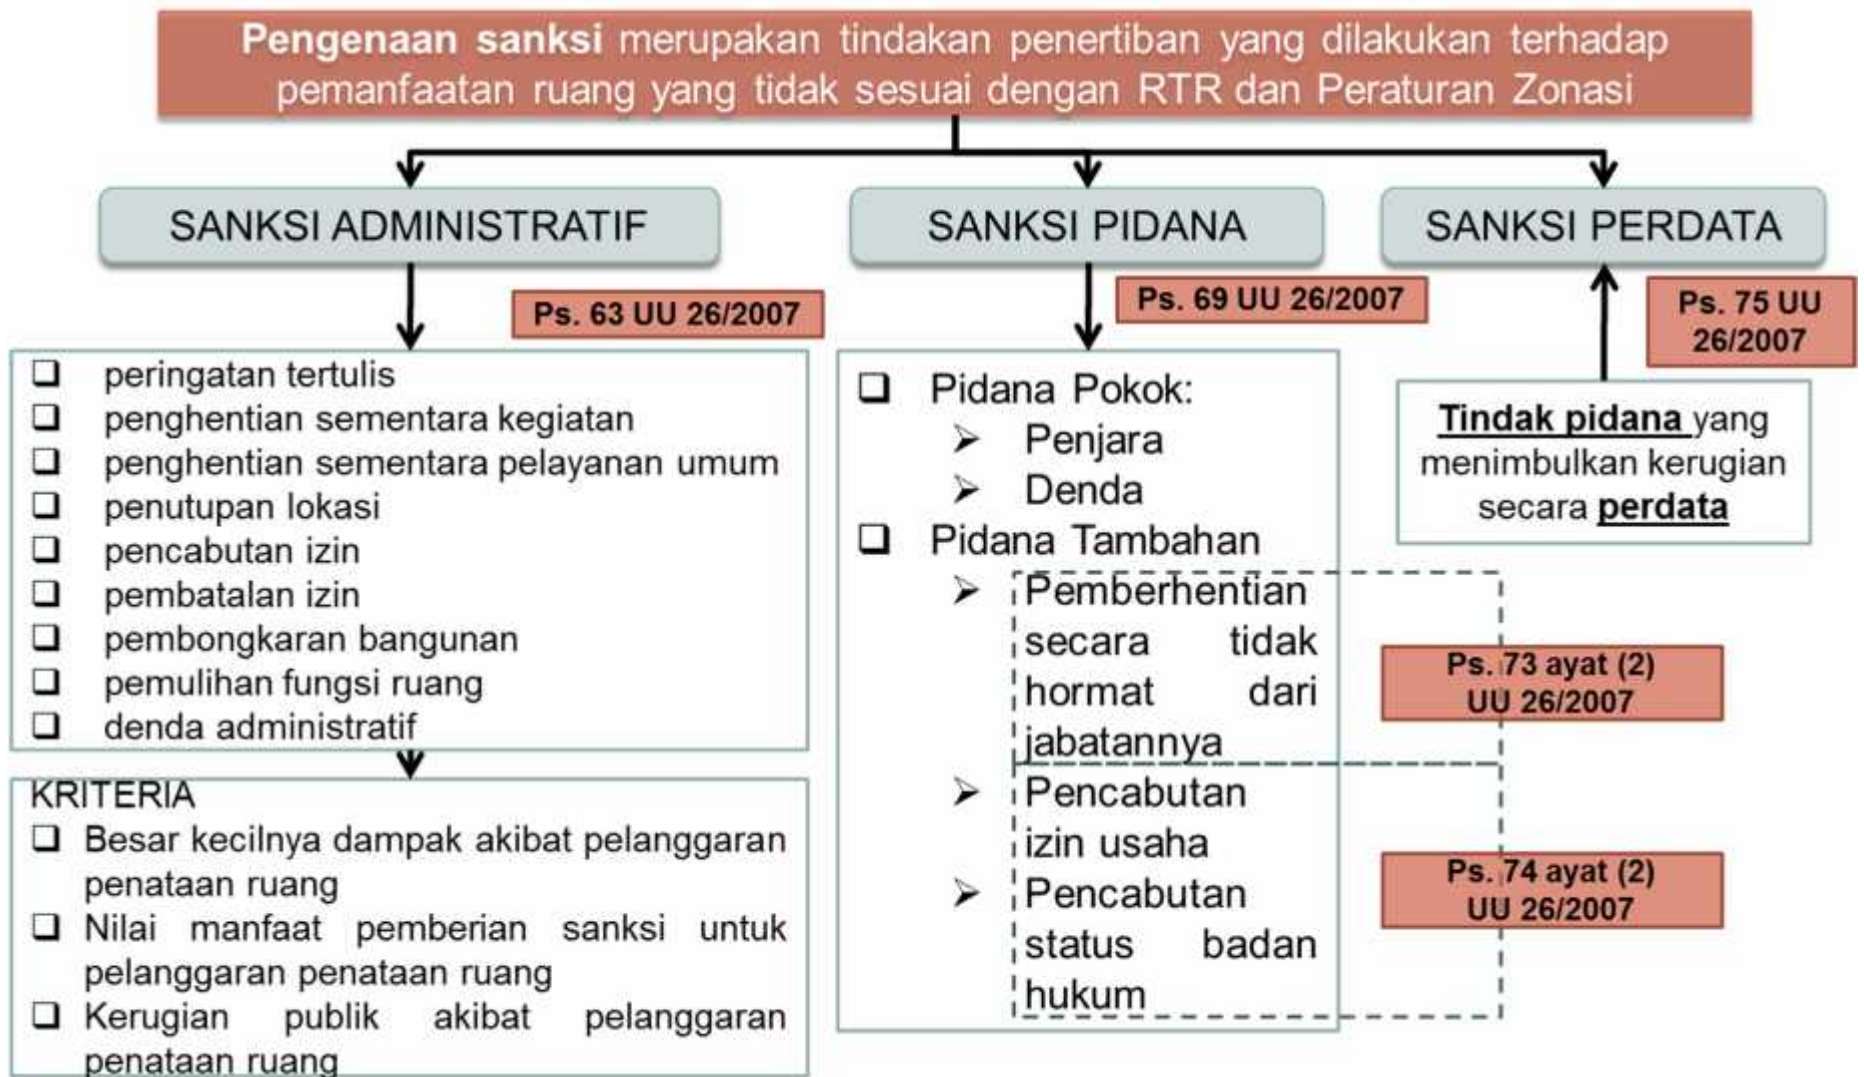 Pengenaan sanksi merupakan tindakan penertiban yang dilakukan terhadap
pemanfaatan ruang yang tidak sesuai dengan RTR dan Peraturan Zonasi
SANKSI ADMINISTRATIF
Ps. 63 UU 26/2007
peringatan tertulis
penghentian sementara kegiatan
penghentian sementara pelayanan umum
penutupan lokasi
pencabutan izin
pembatalan izin
pembongkaran bangunan
pemulihan fungsi ruang
denda administratif
KRITERIA
Besar kecilnya dampak akibat pelanggaran
penataan ruang
Nilai manfaat pemberian sanksi untuk
pelanggaran penataan ruang
Kerugian publik akibat pelanggaran
penataan ruang
SANKSI PIDANA
Ps. 69 UU 26/2007
Pidana Pokok:
Penjara
Denda
Pidana Tambahan
Pemberhentian
secara tidak
hormat dari
jabatannya
Ps. 73 ayat (2)
UU 26/2007
Pencabutan
izin usaha
Pencabutan
status badan
hukum
Ps. 74 ayat (2)
UU 26/2007
SANKSI PERDATA
Ps. 75 UU
26/2007
Tindak pidana yang
menimbulkan kerugian
secara perdata